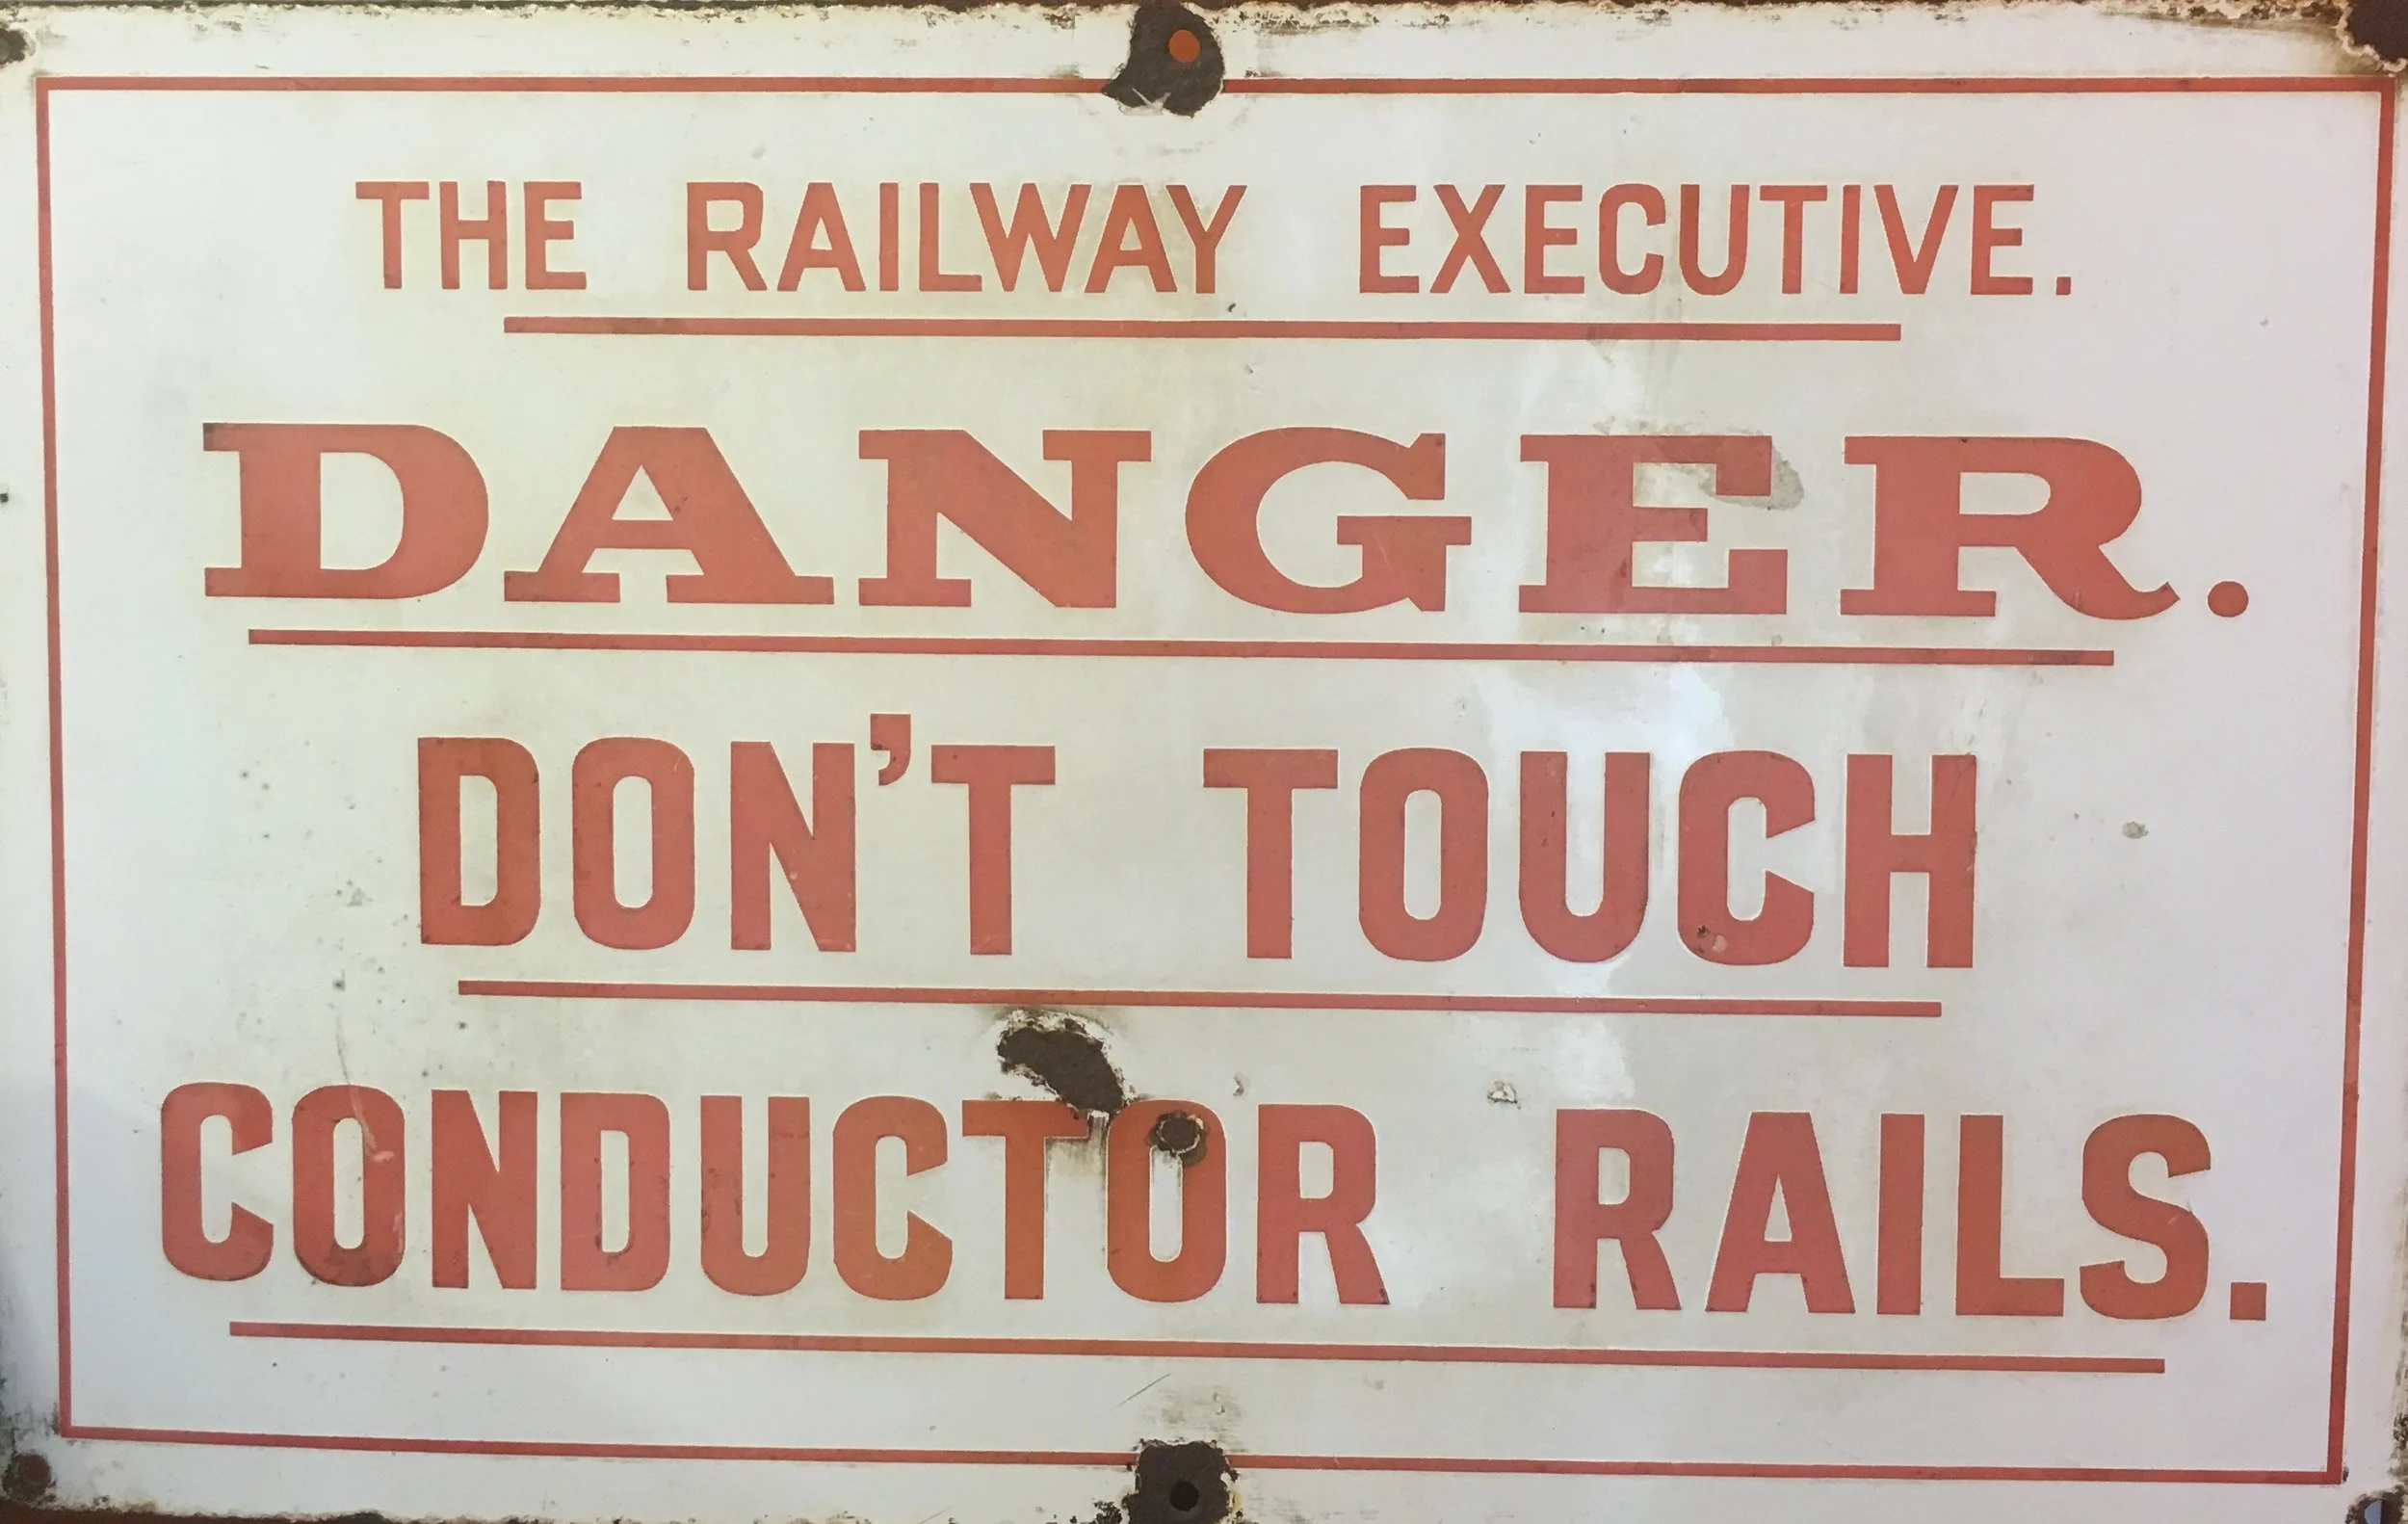 THE RAILWAY EXECUTIVE.
DANGER.
DON'T TOUCH
CONDUCTOR RAILS.